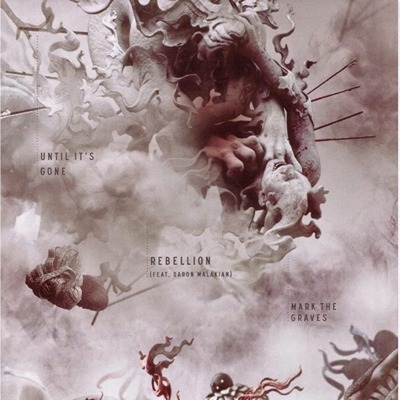 UNTIL IT'S
GONE
REBELLION
(FEAT. DARON MALAKIAN)
MARK THE
GRAVES